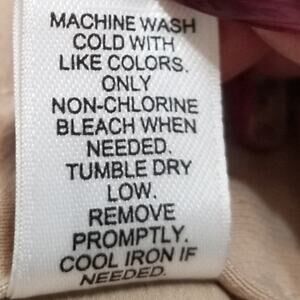 MACHINE WASH
COLD WITH
LIKE COLORS.
ONLY
NON-CHLORINE
BLEACH WHEN
NEEDED.
TUMBLE DRY
LOW.
REMOVE
PROMPTLY.
COOL IRON IF
NEEDED.